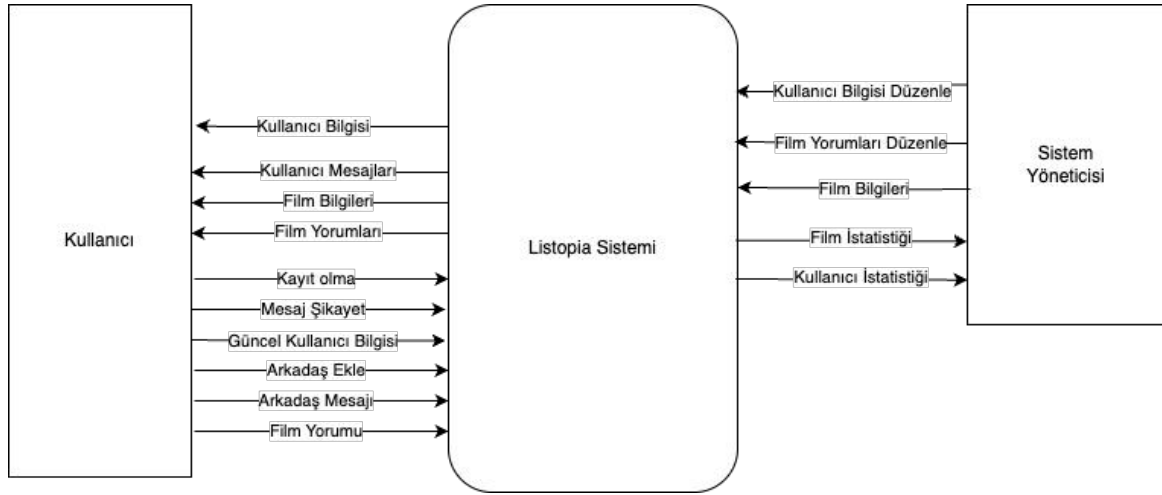 Kullanıcı
Kullanıcı Bilgisi
Kullanıcı Mesajları
Film Bilgileri
Film Yorumları
Kayıt olma
Mesaj Şikayet
Güncel Kullanıcı Bilgisi
Arkadaş Ekle
Arkadaş Mesajı
Film Yorumu
Listopia Sistemi
Kullanıcı Bilgisi Düzenle
Film Yorumları Düzenle
Film Bilgileri
Film İstatistiği
Kullanıcı İstatistiği
Sistem
Yöneticisi